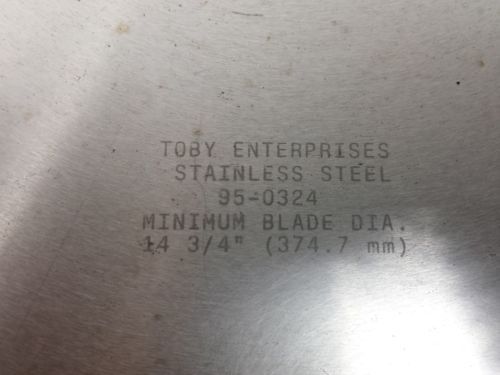 TOBY ENTERPRISES
STAINLESS STEEL
95-0324
MINIMUM BLADE DIA.
14 3/4" (374.7 mm)